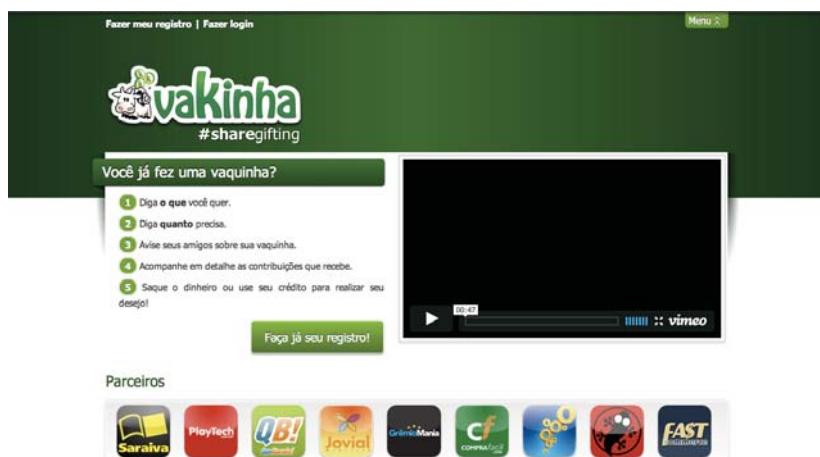 Fazer meu registro | Fazer login
Menu
vakinha
#sharegifting
Você já fez uma vaquinha?
1 Diga o que você quer.
2 Diga quanto precisa.
3 Avise seus amigos sobre sua vaquinha.
4 Acompanhe em detalhe as contribuições que recebe.
5 Saque o dinheiro ou use seu crédito para realizar seu
desejo!
00:47
vimeo
Faça já seu registro!
Parceiros
Saraiva
PlayTech
QB!
Jovial
GrêmioMania
cf
comprafacil
FAST